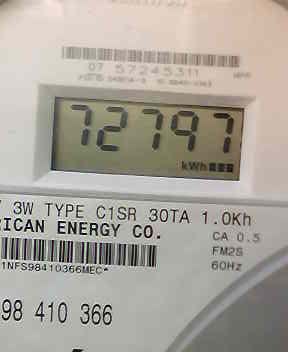 07 57245311
72797
kWh
3W TYPE C1SR 30TA 1.0Kh
RICAN ENERGY CO.
CA 0.5
FM2S
60Hz
1NFS98410366MEC*
98 410 366